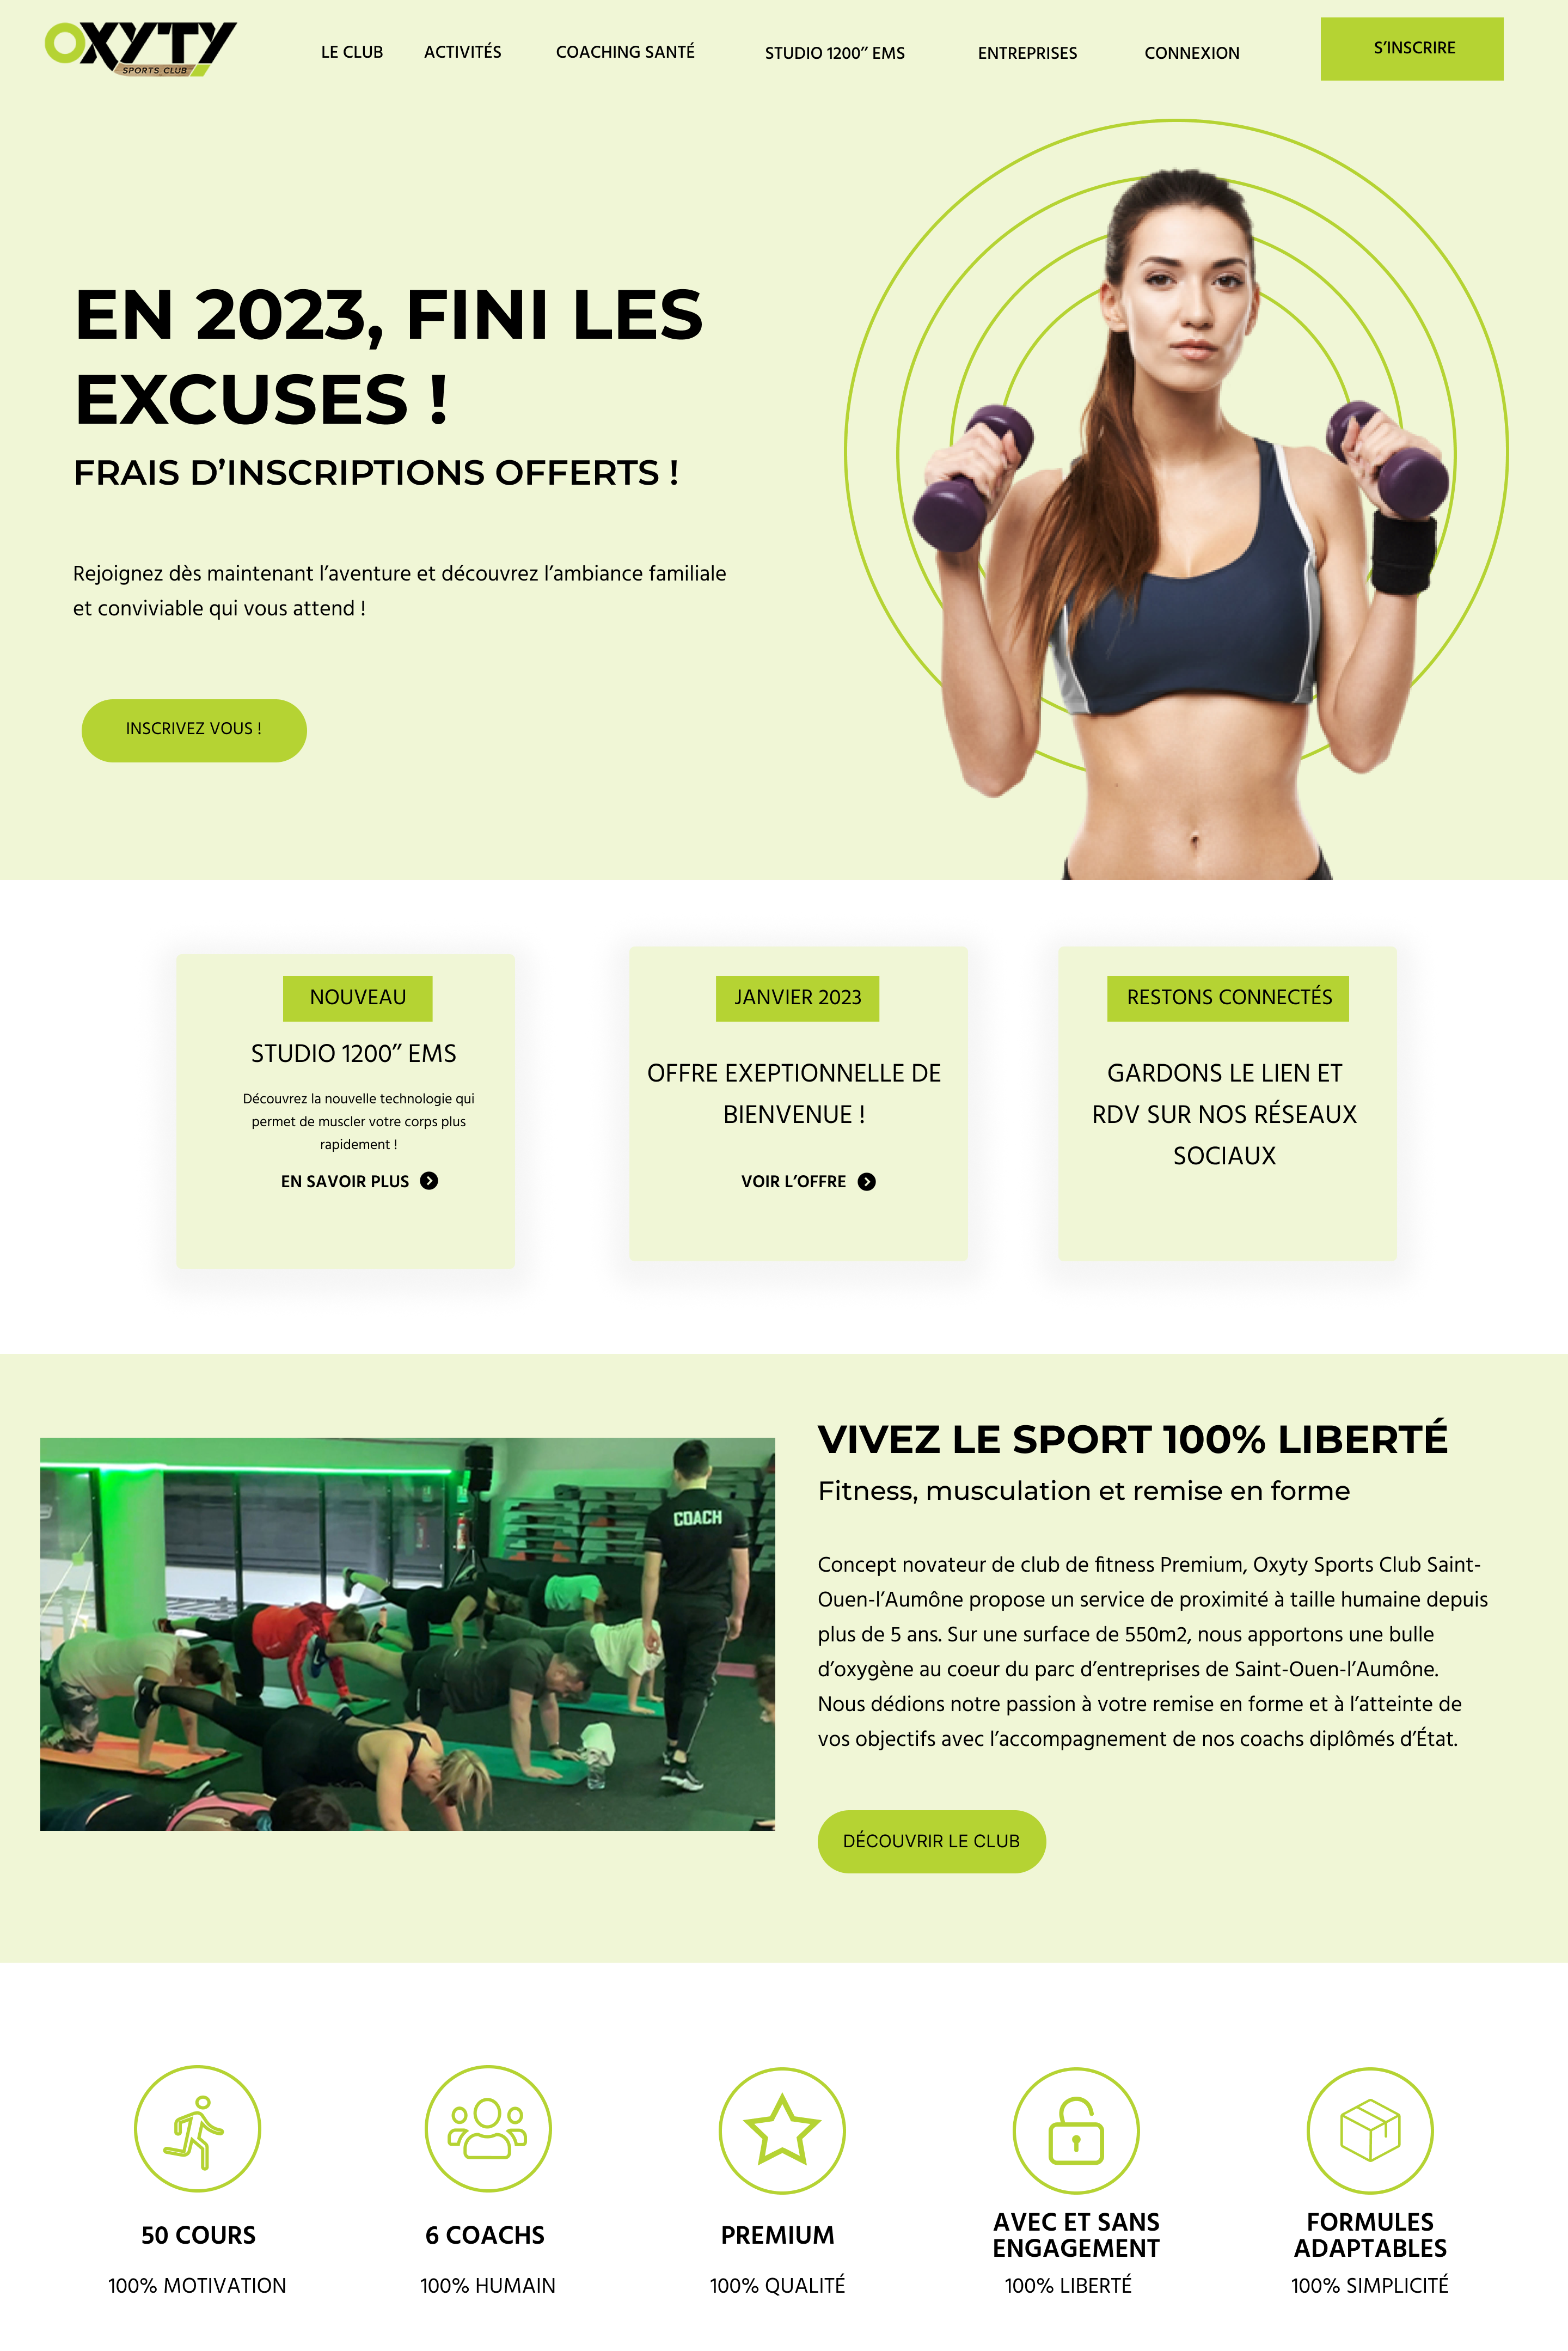 OXYTY
SPORTS CLUB
LE CLUB
ACTIVITÉS
COACHING SANTÉ
STUDIO 1200’’ EMS
ENTREPRISES
CONNEXION
S’INSCRIRE
EN 2023, FINI LES
EXCUSES !
FRAIS D’INSCRIPTIONS OFFERTS !
Rejoignez dès maintenant l’aventure et découvrez l’ambiance familiale
et conviviable qui vous attend !
INSCRIVEZ VOUS !
NOUVEAU
STUDIO 1200’’ EMS
Découvrez la nouvelle technologie qui
permet de muscler votre corps plus
rapidement !
EN SAVOIR PLUS
JANVIER 2023
OFFRE EXEPTIONNELLE DE
BIENVENUE !
VOIR L’OFFRE
RESTONS CONNECTÉS
GARDONS LE LIEN ET
RDV SUR NOS RÉSEAUX
SOCIAUX
COACH
VIVEZ LE SPORT 100% LIBERTÉ
Fitness, musculation et remise en forme
Concept novateur de club de fitness Premium, Oxyty Sports Club Saint-
Ouen-l’Aumône propose un service de proximité à taille humaine depuis
plus de 5 ans. Sur une surface de 550m2, nous apportons une bulle
d’oxygène au coeur du parc d’entreprises de Saint-Ouen-l’Aumône.
Nous dédions notre passion à votre remise en forme et à l’atteinte de
vos objectifs avec l’accompagnement de nos coachs diplômés d’État.
DÉCOUVRIR LE CLUB
50 COURS
100% MOTIVATION
6 COACHS
100% HUMAIN
PREMIUM
100% QUALITÉ
AVEC ET SANS
ENGAGEMENT
100% LIBERTÉ
FORMULES
ADAPTABLES
100% SIMPLICITÉ